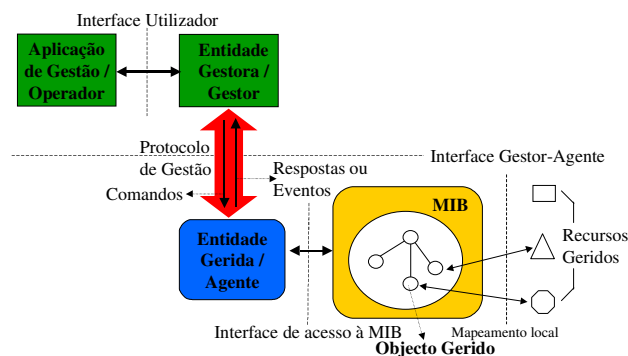 Interface Utilizador
Aplicação
de Gestão /
Operador
Entidade
Gestora /
Gestor
Protocolo
de Gestão
Comandos
Respostas ou
Eventos
Interface Gestor-Agente
Entidade
Gerida /
Agente
MIB
Recursos
Geridos
Interface de acesso à MIB
Mapeamento local
Objecto Gerido